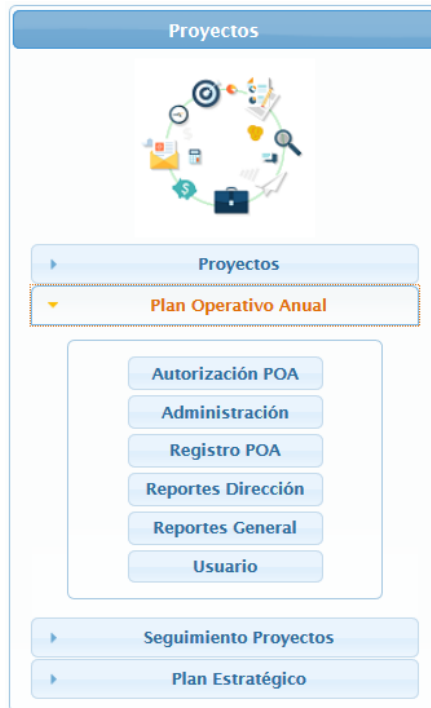 Proyectos
Proyectos
Plan Operativo Anual
Autorización POA
Administración
Registro POA
Reportes Dirección
Reportes General
Usuario
Seguimiento Proyectos
Plan Estratégico